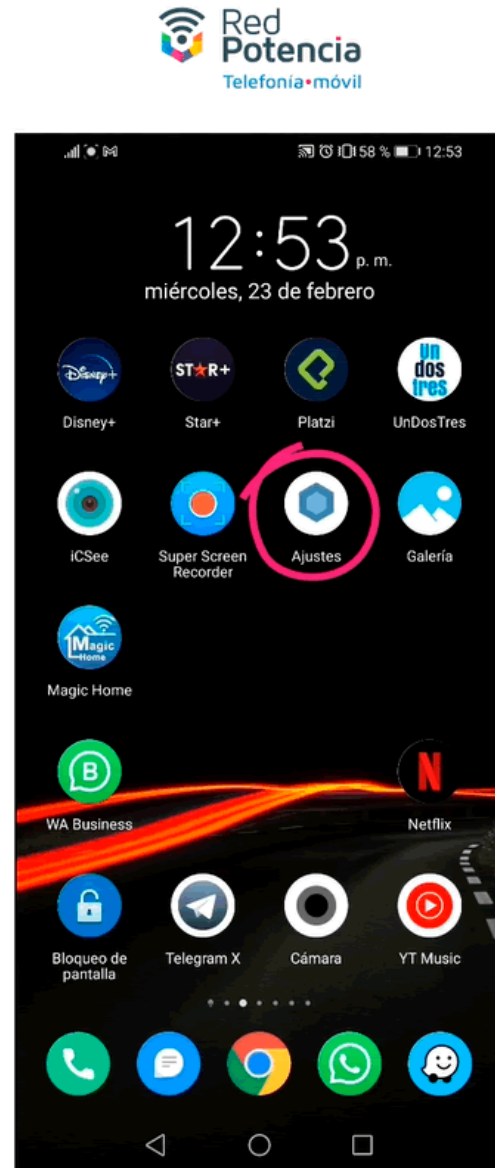 Red
Potencia
Telefonía•móvil
58 % 12:53
12:53 p. m.
miércoles, 23 de febrero
Disney+
ST★R+
Un
dos
tres
Disney+
Star+
Platzi
UnDosTres
iCSee
Super Screen
Recorder
Ajustes
Galería
Magic
Home
Magic Home
B
N
WA Business
Netflix
Bloqueo de
pantalla
Telegram X
Cámara
YT Music